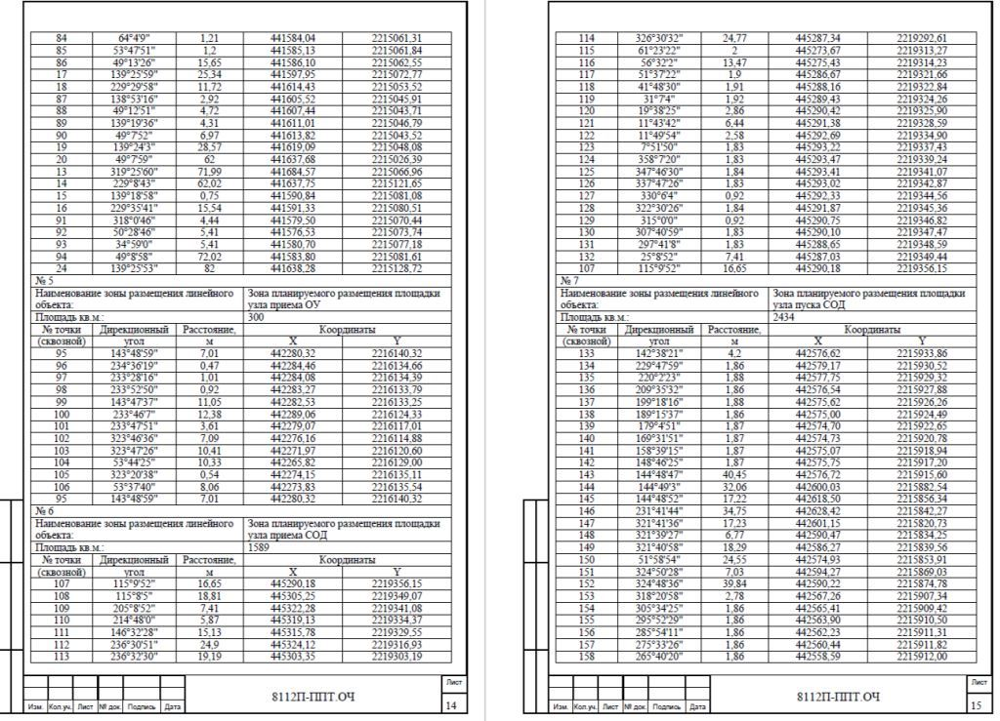 84 64°4'9" 1,21 441584,04 2215061,31
85 53°47'51" 1,2 441585,13 2215061,84
86 49°13'26" 15,65 441586,10 2215062,55
17 139°25'59" 25,34 441597,95 2215072,77
18 229°29'58" 11,72 441614,43 2215053,52
87 138°53'16" 2,92 441605,52 2215045,91
88 49°12'51" 4,72 441607,44 2215043,71
89 139°19'36" 4,31 441611,01 2215046,79
90 49°7'52" 6,97 441613,82 2215043,52
19 139°24'3" 28,57 441619,09 2215048,08
20 49°7'59" 62 441637,68 2215026,39
13 319°25'60" 71,99 441684,57 2215066,96
14 229°8'43" 62,02 441637,75 2215121,65
15 139°18'58" 0,75 441590,84 2215081,08
16 229°35'41" 15,54 441591,33 2215080,51
91 318°0'46" 4,44 441579,50 2215070,44
92 50°28'46" 5,41 441576,53 2215073,74
93 34°59'0" 5,41 441580,70 2215077,18
94 49°8'58" 72,02 441583,80 2215081,61
24 139°25'53" 82 441638,28 2215128,72
№ 5
Наименование зоны размещения линейного объекта: Зона планируемого размещения площадки узла приема ОУ
Площадь кв.м.: 300
№ точки Дирекционный Расстояние, Координаты
(сквозной) угол м X Y
95 143°48'59" 7,01 442280,32 2216140,32
96 234°36'19" 0,47 442284,46 2216134,66
97 233°28'16" 1,01 442284,08 2216134,39
98 233°52'50" 0,92 442283,27 2216133,79
99 143°47'37" 11,05 442282,53 2216133,25
100 233°46'7" 12,38 442289,06 2216124,33
101 233°47'51" 3,61 442279,07 2216117,01
102 323°46'36" 7,09 442276,16 2216114,88
103 323°47'26" 10,41 442271,97 2216120,60
104 53°44'25" 10,33 442265,82 2216129,00
105 323°20'38" 0,54 442274,15 2216135,11
106 53°37'40" 8,06 442273,83 2216135,54
95 143°48'59" 7,01 442280,32 2216140,32
№ 6
Наименование зоны размещения линейного объекта: Зона планируемого размещения площадки узла приема СОД
Площадь кв.м.: 1589
№ точки Дирекционный Расстояние, Координаты
(сквозной) угол м X Y
107 115°9'52" 16,65 445290,18 2219356,15
108 115°8'5" 18,81 445305,25 2219349,07
109 205°8'52" 7,41 445322,28 2219341,08
110 214°48'0" 5,87 445319,13 2219334,37
111 146°32'28" 15,13 445315,78 2219329,55
112 236°30'51" 24,9 445324,12 2219316,93
113 236°32'30" 19,19 445303,35 2219303,19
Изм. Кол.уч. Лист № док. Подпись Дата
8112П-ППТ.ОЧ
Лист
14
114 326°30'32" 24,77 445287,34 2219292,61
115 61°23'22" 2 445273,67 2219313,27
116 56°32'2" 13,47 445275,43 2219314,23
117 51°37'22" 1,9 445286,67 2219321,66
118 41°48'30" 1,91 445288,16 2219322,84
119 31°7'4" 1,92 445289,43 2219324,26
120 19°38'25" 2,86 445290,42 2219325,90
121 11°43'42" 6,44 445291,38 2219328,59
122 11°49'54" 2,58 445292,69 2219334,90
123 7°51'50" 1,83 445293,22 2219337,43
124 358°7'20" 1,83 445293,47 2219339,24
125 347°46'30" 1,84 445293,41 2219341,07
126 337°47'26" 1,83 445293,02 2219342,87
127 330°6'4" 0,92 445292,33 2219344,56
128 322°30'26" 1,84 445291,87 2219345,36
129 315°0'0" 0,92 445290,75 2219346,82
130 307°40'59" 1,83 445290,10 2219347,47
131 297°41'8" 1,83 445288,65 2219348,59
132 25°8'52" 7,41 445287,03 2219349,44
107 115°9'52" 16,65 445290,18 2219356,15
№ 7
Наименование зоны размещения линейного объекта: Зона планируемого размещения площадки узла пуска СОД
Площадь кв.м.: 2434
№ точки Дирекционный Расстояние, Координаты
(сквозной) угол м X Y
133 142°38'21" 4,2 442576,62 2215933,86
134 229°47'59" 1,86 442579,17 2215930,52
135 220°2'23" 1,88 442577,75 2215929,32
136 209°35'32" 1,86 442576,54 2215927,88
137 199°18'16" 1,88 442575,62 2215926,26
138 189°15'37" 1,86 442575,00 2215924,49
139 179°4'51" 1,87 442574,70 2215922,65
140 169°31'51" 1,87 442574,73 2215920,78
141 158°39'15" 1,87 442575,07 2215918,94
142 148°46'25" 1,87 442575,75 2215917,20
143 144°48'47" 40,45 442576,72 2215915,60
144 144°49'3" 32,06 442600,03 2215882,54
145 144°48'52" 17,22 442618,50 2215856,34
146 231°41'44" 34,75 442628,42 2215842,27
147 321°41'36" 17,23 442601,15 2215820,73
148 321°39'27" 6,77 442590,47 2215834,25
149 321°40'58" 18,29 442586,27 2215839,56
150 51°58'54" 24,55 442574,93 2215853,91
151 324°50'28" 7,03 442594,27 2215869,03
152 324°48'36" 39,84 442590,22 2215874,78
153 318°20'58" 2,78 442567,26 2215907,34
154 305°34'25" 1,86 442565,41 2215909,42
155 295°52'29" 1,86 442563,90 2215910,50
156 285°54'11" 1,86 442562,23 2215911,31
157 275°33'26" 1,86 442560,44 2215911,82
158 265°40'20" 1,86 442558,59 2215912,00
Изм. Кол.уч. Лист № док. Подпись Дата
8112П-ППТ.ОЧ
Лист
15